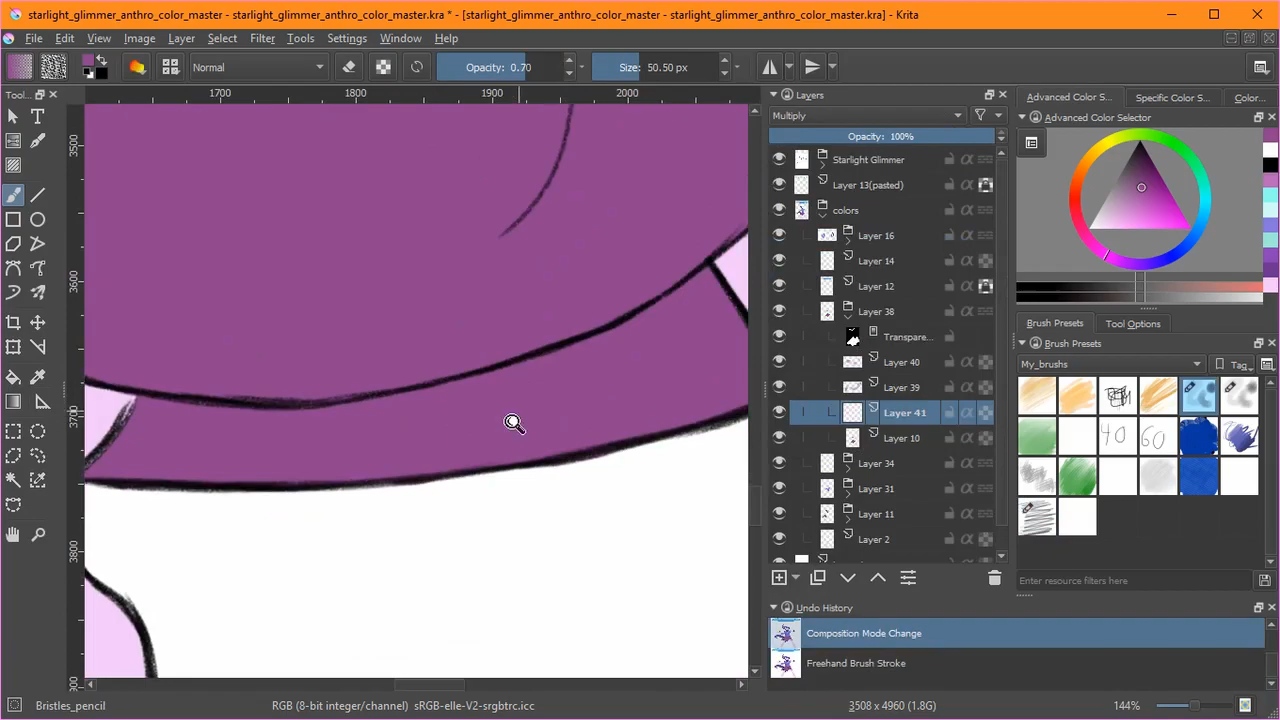 starlight_glimmer_anthro_color_master.kra * - [starlight_glimmer_anthro_color_master - starlight_glimmer_anthro_color_master.kra] - Krita
File Edit View Image Layer Select Filter Tools Settings Window Help
Normal Opacity: 0.70 Size: 50.50 px
Tool...
1700 1800 1900 2000
3500
3600
3700
3800
900
Layers
Multiply
Opacity: 100%
Starlight Glimmer
Layer 13(pasted)
colors
Layer 16
Layer 14
Layer 12
Layer 38
Transpare...
Layer 40
Layer 39
Layer 41
Layer 10
Layer 34
Layer 31
Layer 11
Layer 2
Undo History
Composition Mode Change
Freehand Brush Stroke
Advanced Color S... Specific Color S... Color...
Advanced Color Selector
Brush Presets Tool Options
Brush Presets
My_brushes Tag
40 60
Enter resource filters here
Bristles_pencil RGB (8-bit integer/channel) sRGB-elle-V2-srgbtrc.icc 3508 x 4960 (1.8G) 144%